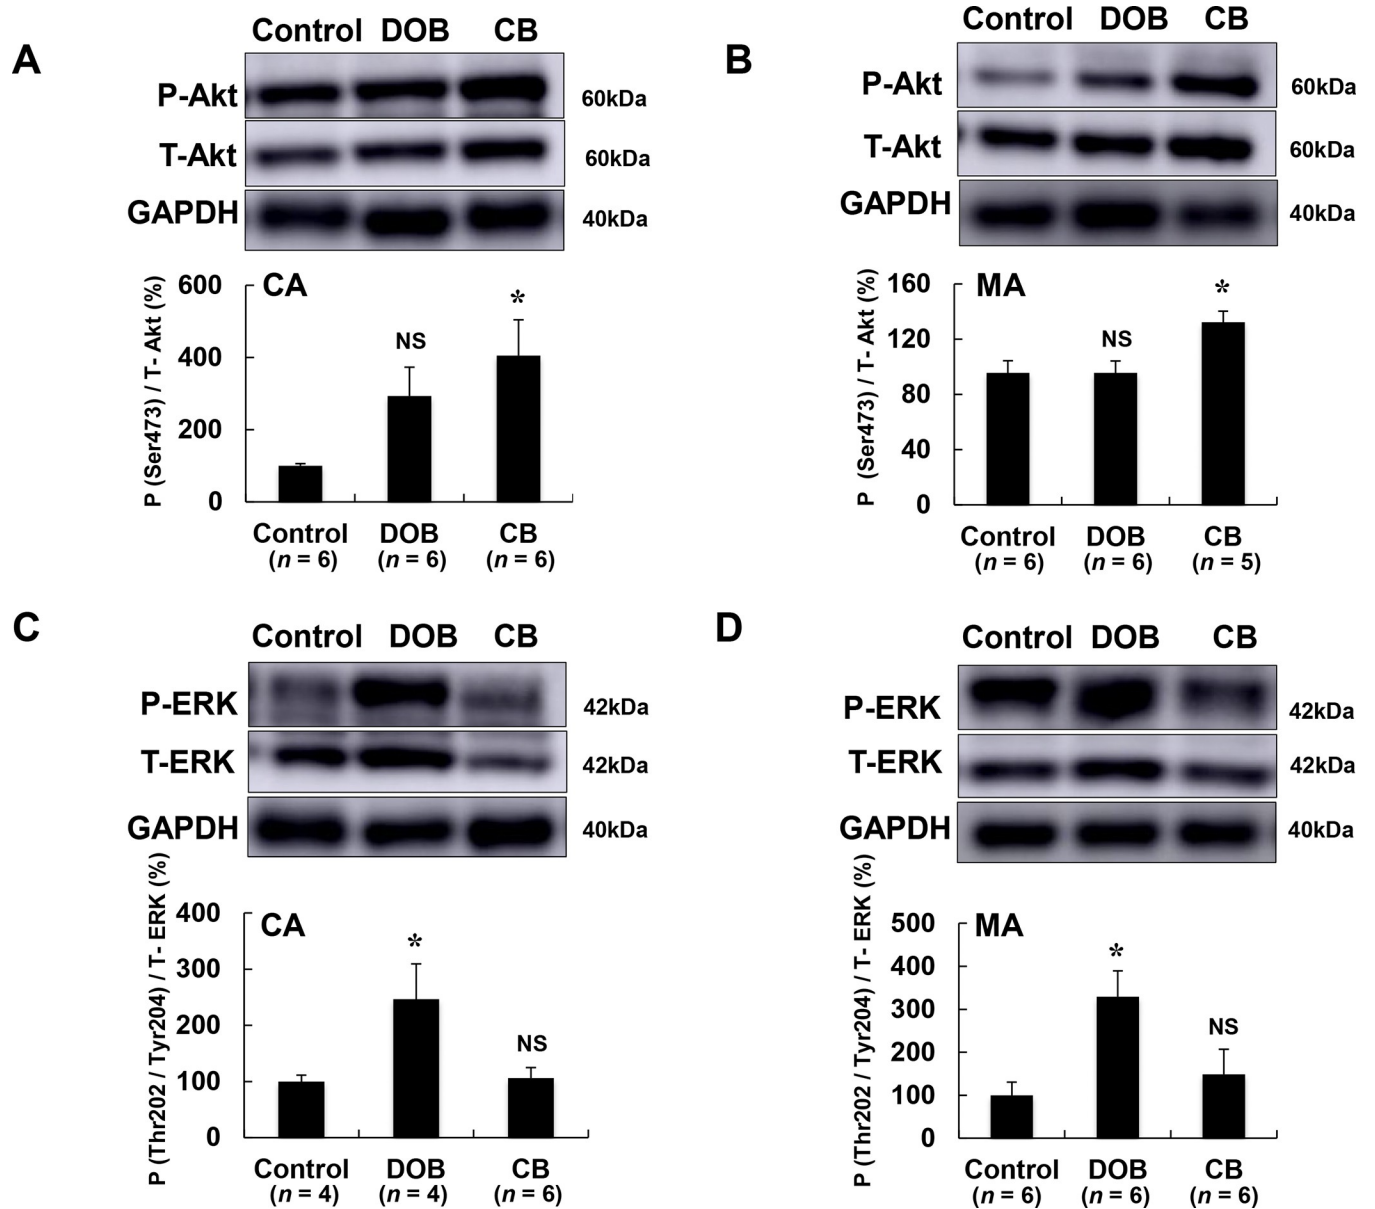 A
Control DOB CB
P-Akt 60kDa
T-Akt 60kDa
GAPDH 40kDa
P (Ser473) / T- Akt (%)
CA
600
400
200
0
NS
*
Control DOB CB
(n = 6) (n = 6) (n = 6)
B
Control DOB CB
P-Akt 60kDa
T-Akt 60kDa
GAPDH 40kDa
P (Ser473) / T- Akt (%)
MA
160
120
80
40
0
NS
*
Control DOB CB
(n = 6) (n = 6) (n = 5)
C
Control DOB CB
P-ERK 42kDa
T-ERK 42kDa
GAPDH 40kDa
P (Thr202 / Tyr204) / T- ERK (%)
CA
400
300
200
100
0
*
NS
Control DOB CB
(n = 4) (n = 4) (n = 6)
D
Control DOB CB
P-ERK 42kDa
T-ERK 42kDa
GAPDH 40kDa
P (Thr202 / Tyr204) / T- ERK (%)
MA
500
400
300
200
100
0
*
NS
Control DOB CB
(n = 6) (n = 6) (n = 6)